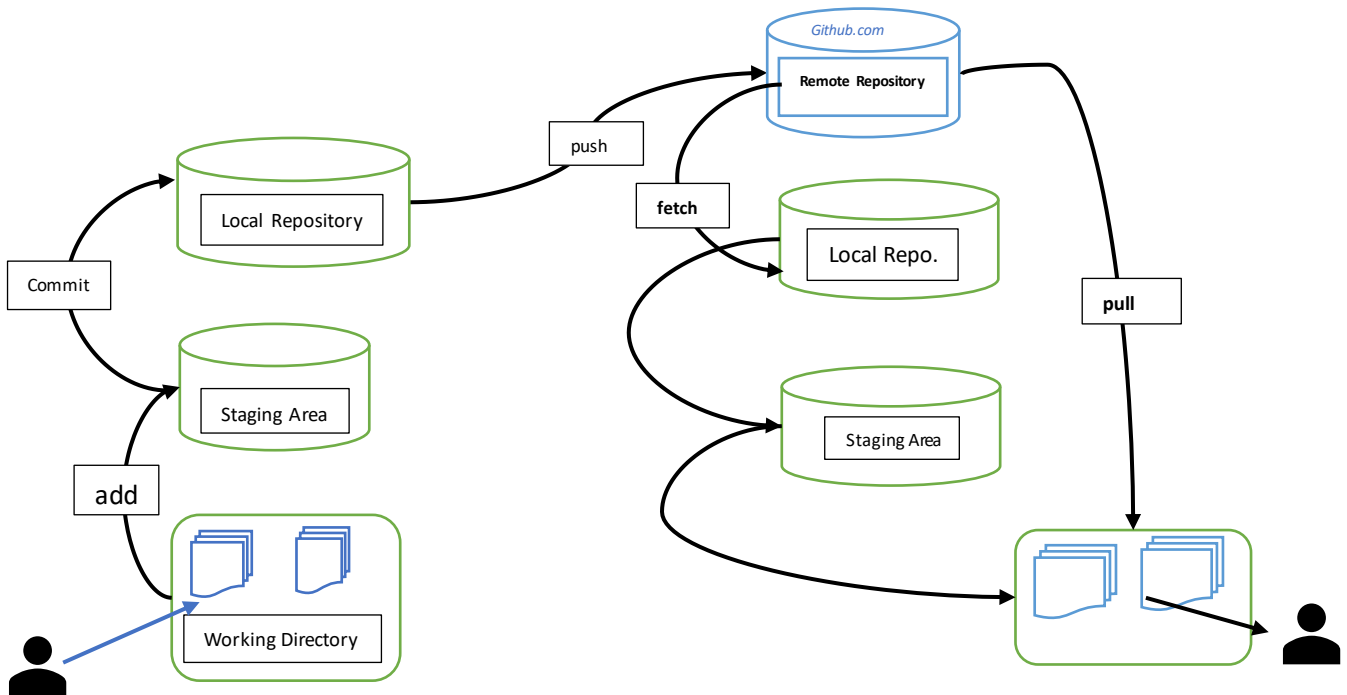 Github.com
Remote Repository
push
Local Repository
fetch
Local Repo.
Commit
pull
Staging Area
Staging Area
add
Working Directory